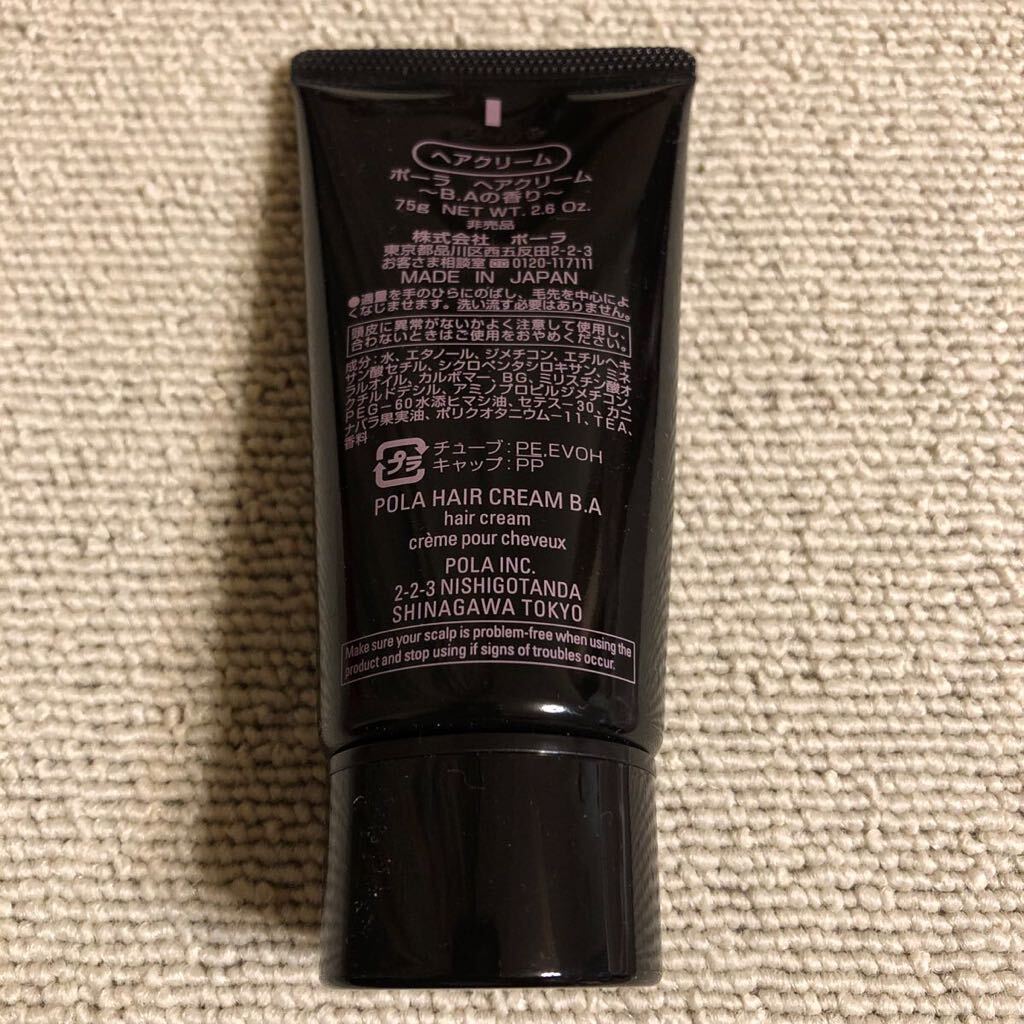 ヘアクリーム
ポーラ ヘアクリーム
～B.Aの香り～
75g NET WT. 2.6 Oz.
非売品
株式会社 ポーラ
東京都品川区西五反田2-2-3
お客さま相談室 0120-117111
MADE IN JAPAN
●適量を手のひらにのばし、毛先を中心によ
くなじませます。洗い流す必要はありません。
頭皮に異常がないかよく注意して使用し、
合わないときはご使用をおやめください。
成分：水、エタノール、ジメチコン、エチルヘキ
サン酸セチル、シクロペンタシロキサン、ミネ
ラルオイル、カルボマー、BG、ミリスチン酸オ
クチルドデシル、アミノプロピルジメチコン、
PEG-60水添ヒマシ油、セテス-30、カニ
ナバラ果実油、ポリクオタニウム-11、TEA、
香料
プラ
チューブ：PE,EVOH
キャップ：PP
POLA HAIR CREAM B.A
hair cream
crème pour cheveux
POLA INC.
2-2-3 NISHIGOTANDA
SHINAGAWA TOKYO
Make sure your scalp is problem-free when using the
product and stop using if signs of troubles occur.